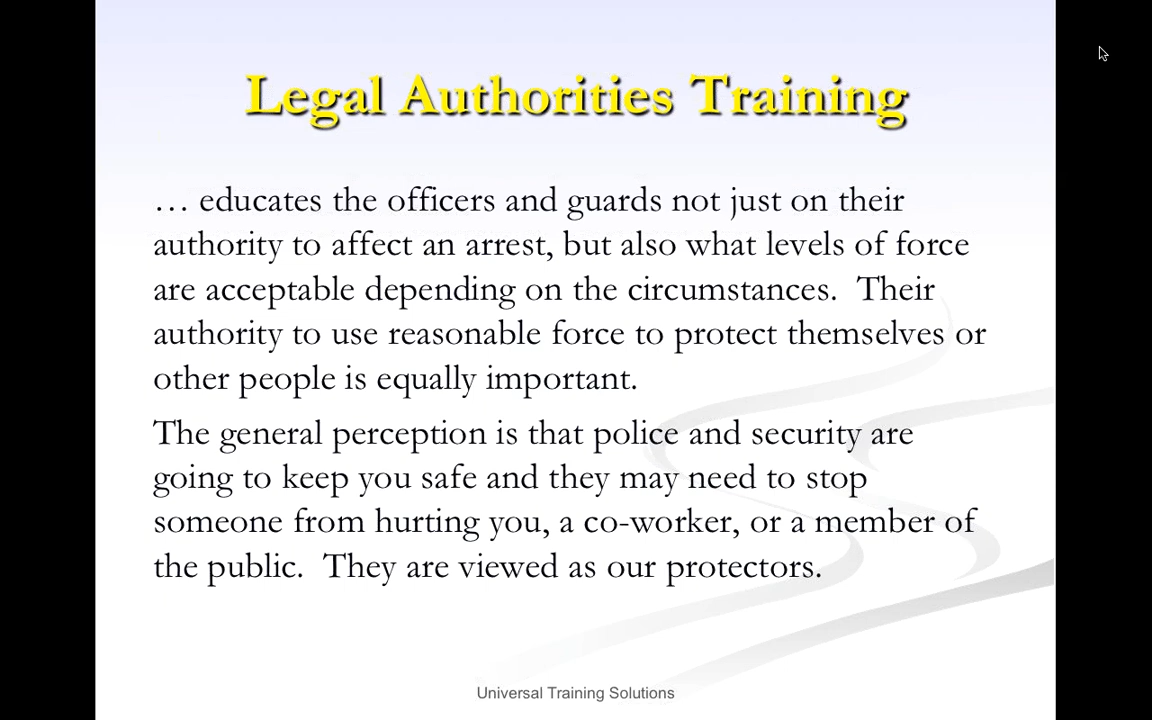 Legal Authorities Training
… educates the officers and guards not just on their
authority to affect an arrest, but also what levels of force
are acceptable depending on the circumstances.  Their
authority to use reasonable force to protect themselves or
other people is equally important.
The general perception is that police and security are
going to keep you safe and they may need to stop
someone from hurting you, a co-worker, or a member of
the public.  They are viewed as our protectors.
Universal Training Solutions